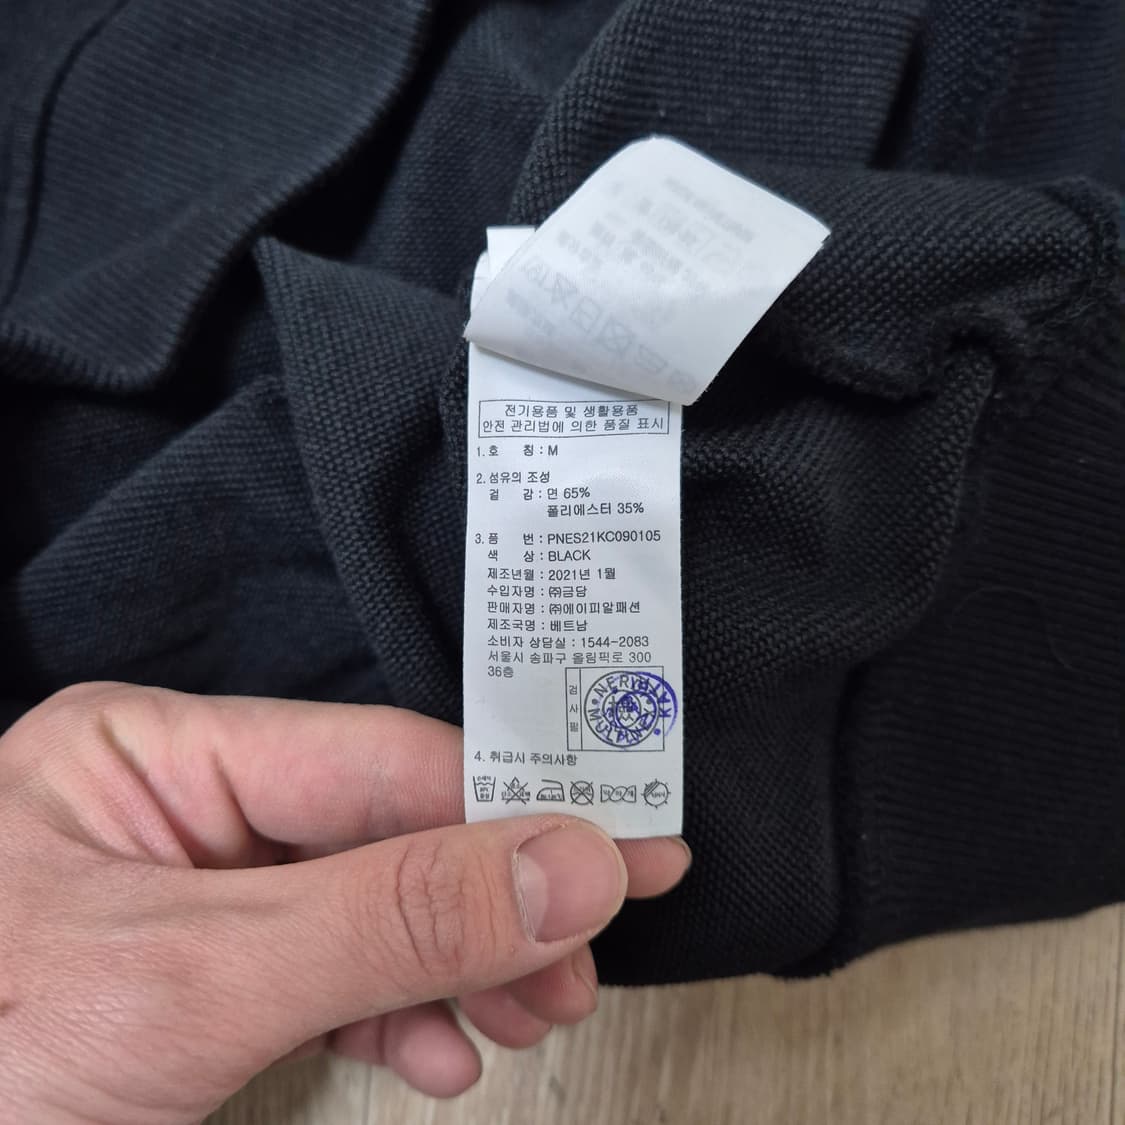 전기용품 및 생활용품
안전 관리법에 의한 품질 표시
1. 호 칭 : M
2. 섬유의 조성
겉 감 : 면 65%
폴리에스터 35%
3. 품 번 : PNES21KC090105
색 상 : BLACK
제조년월 : 2021년 1월
수입자명 : ㈜금담
판매자명 : ㈜에이피알패션
제조국명 : 베트남
소비자 상담실 : 1544-2083
서울시 송파구 올림픽로 300
36층
검사필
NERDY
4. 취급시 주의사항